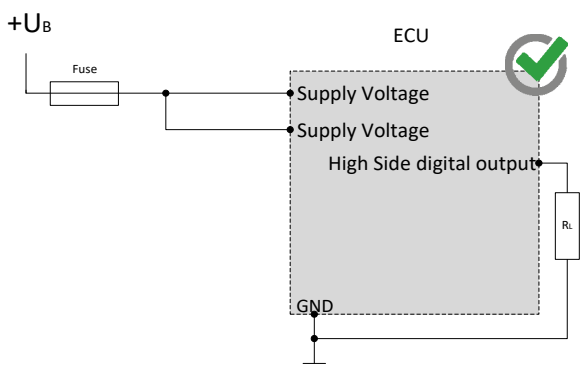 +UB
ECU
Fuse
Supply Voltage
Supply Voltage
High Side digital output
RL
GND